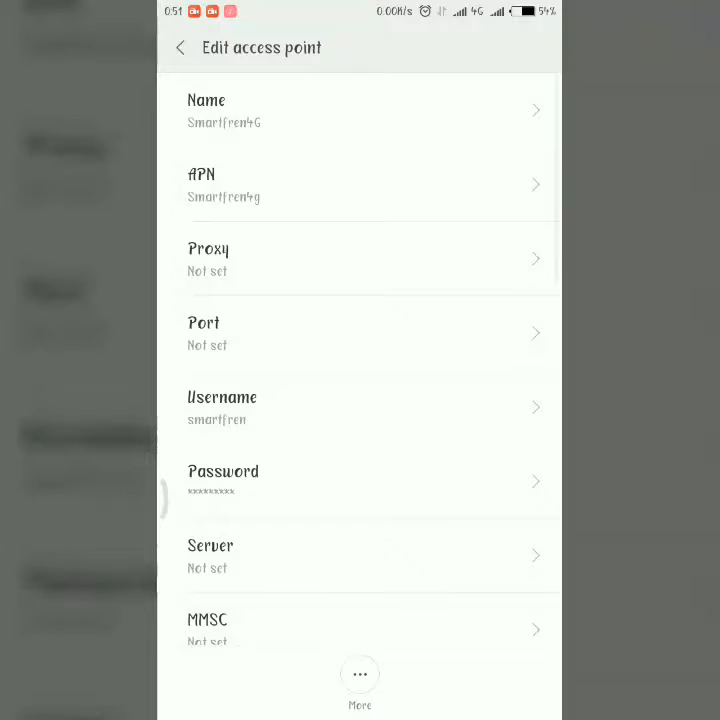 0:51 0.00K/s 4G 54%
Edit access point
Name
Smartfren4G
APN
Smartfren4g
Proxy
Not set
Port
Not set
Username
smartfren
Password
*********
Server
Not set
MMSC
Not set
More